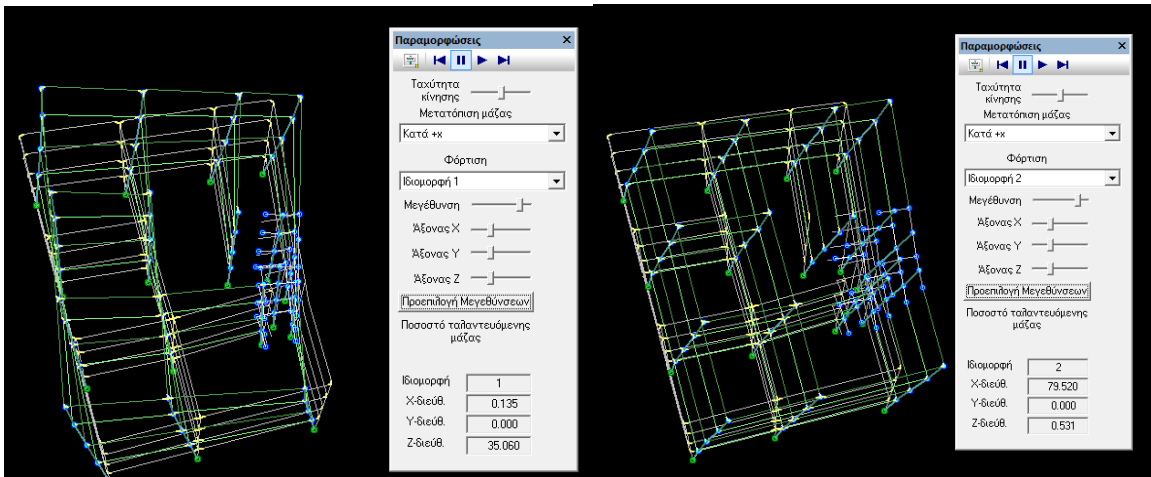 Παραμορφώσεις
Ταχύτητα
κίνησης
Μετατόπιση μάζας
Κατά +x
Φόρτιση
Ιδιομορφή 1
Μεγέθυνση
Άξονας X
Άξονας Y
Άξονας Z
Προεπιλογή Μεγεθύνσεων
Ποσοστό ταλαντευόμενης
μάζας
Ιδιομορφή 1
X-διεύθ. 0.135
Y-διεύθ. 0.000
Z-διεύθ. 35.060
Παραμορφώσεις
Ταχύτητα
κίνησης
Μετατόπιση μάζας
Κατά +x
Φόρτιση
Ιδιομορφή 2
Μεγέθυνση
Άξονας X
Άξονας Y
Άξονας Z
Προεπιλογή Μεγεθύνσεων
Ποσοστό ταλαντευόμενης
μάζας
Ιδιομορφή 2
X-διεύθ. 79.520
Y-διεύθ. 0.000
Z-διεύθ. 0.531